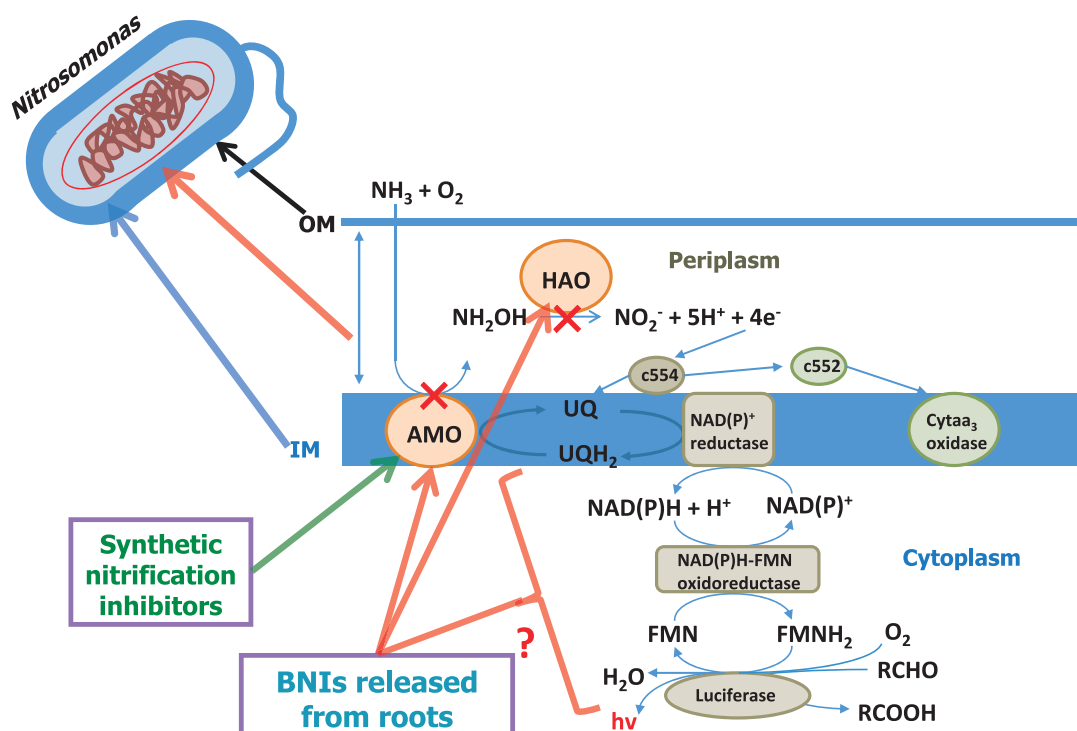 Nitrosomonas
NH₃ + O₂
OM
Periplasm
HAO
NH₂OH
NO₂⁻ + 5H⁺ + 4e⁻
c554
c552
UQ
AMO
NAD(P)⁺
reductase
Cytaa₃
oxidase
UQH₂
IM
NAD(P)H + H⁺
NAD(P)⁺
Synthetic
nitrification
inhibitors
NAD(P)H-FMN
oxidoreductase
Cytoplasm
FMN
FMNH₂
O₂
?
H₂O
RCHO
BNIs released
from roots
Luciferase
hv
RCOOH